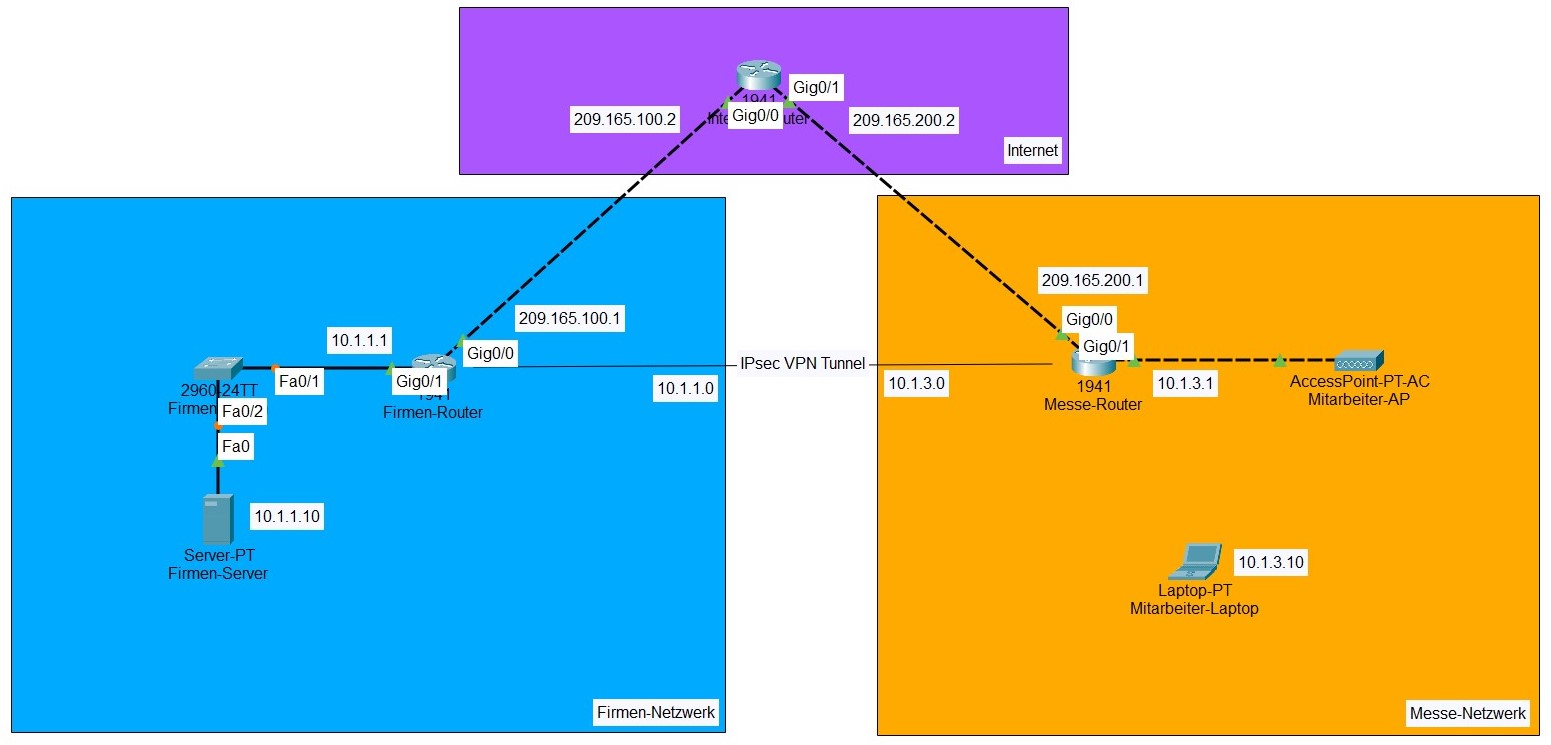 Gig0/1
1941
209.165.100.2
Gig0/0
209.165.200.2
Internet
209.165.200.1
209.165.100.1
Gig0/0
10.1.1.1
Gig0/0
Gig0/1
IPsec VPN Tunnel
Fa0/1
Gig0/1
10.1.1.0
10.1.3.0
10.1.3.1
2960-24TT
Firmen
1941
Firmen-Router
1941
Messe-Router
AccessPoint-PT-AC
Mitarbeiter-AP
Fa0/2
Fa0
10.1.1.10
Server-PT
Firmen-Server
10.1.3.10
Laptop-PT
Mitarbeiter-Laptop
Firmen-Netzwerk
Messe-Netzwerk